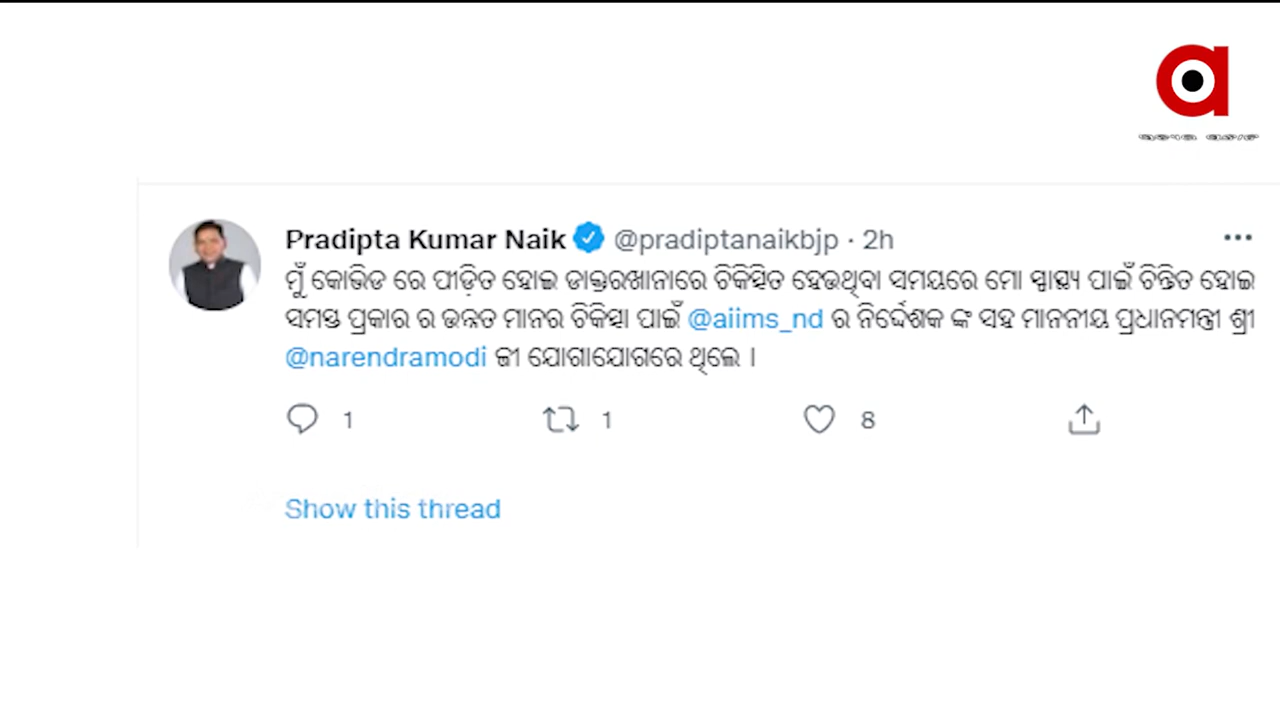 Pradipta Kumar Naik @pradiptanaikbjp · 2h
ମୁଁ କୋଭିଡ ରେ ପୀଡ଼ିତ ହୋଇ ଡାକ୍ତରଖାନାରେ ଚିକିତ୍ସିତ ହେଉଥିବା ସମୟରେ ମୋ ସ୍ୱାସ୍ଥ୍ୟ ପାଇଁ ଚିନ୍ତିତ ହୋଇ
ସମସ୍ତ ପ୍ରକାର ର ଉନ୍ନତ ମାନର ଚିକିତ୍ସା ପାଇଁ @aiims_nd ର ନିର୍ଦ୍ଦେଶକ ଙ୍କ ସହ ମାନନୀୟ ପ୍ରଧାନମନ୍ତ୍ରୀ ଶ୍ରୀ
@narendramodi ଜୀ ଯୋଗାଯୋଗରେ ଥିଲେ ।
1 1 8
Show this thread